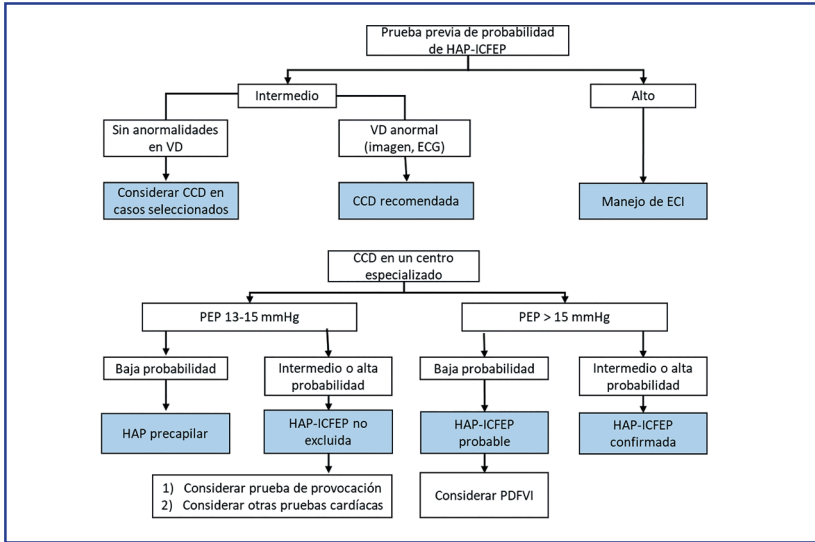 Prueba previa de probabilidad
de HAP-ICFEP
Intermedio
Alto
Sin anormalidades
en VD
VD anormal
(imagen, ECG)
Considerar CCD en
casos seleccionados
CCD recomendada
Manejo de ECI
CCD en un centro
especializado
PEP 13-15 mmHg
PEP > 15 mmHg
Baja probabilidad
Intermedio o alta
probabilidad
Baja probabilidad
Intermedio o alta
probabilidad
HAP precapilar
HAP-ICFEP no
excluida
HAP-ICFEP
probable
HAP-ICFEP
confirmada
1) Considerar prueba de provocación
2) Considerar otras pruebas cardíacas
Considerar PDFVI